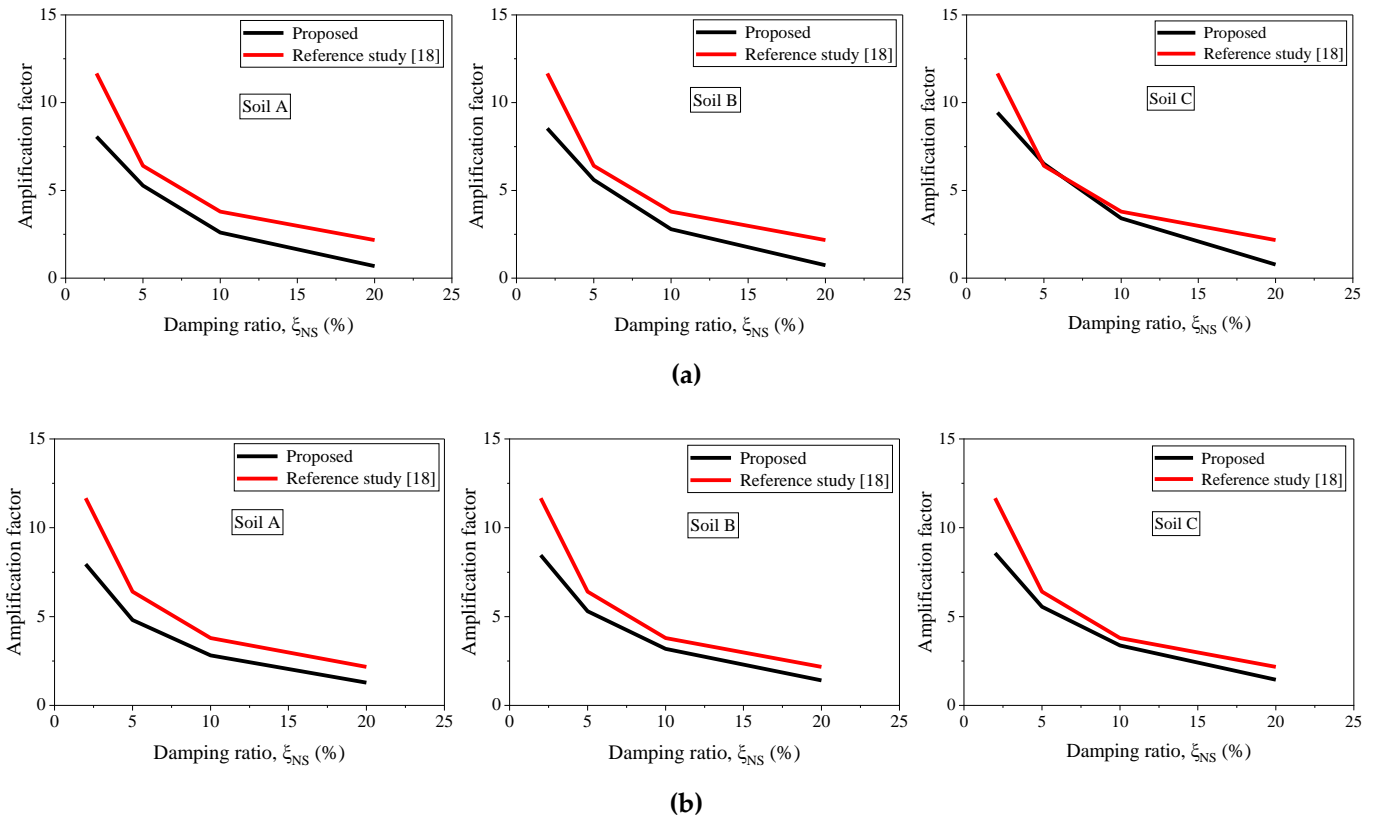 Amplification factor
15
10
5
0
Proposed
Reference study [18]
Soil A
0 5 10 15 20 25
Damping ratio, ξNS (%)
Amplification factor
15
10
5
0
Proposed
Reference study [18]
Soil B
0 5 10 15 20 25
Damping ratio, ξNS (%)
Amplification factor
15
10
5
0
Proposed
Reference study [18]
Soil C
0 5 10 15 20 25
Damping ratio, ξNS (%)
(a)
Amplification factor
15
10
5
0
Proposed
Reference study [18]
Soil A
0 5 10 15 20 25
Damping ratio, ξNS (%)
Amplification factor
15
10
5
0
Proposed
Reference study [18]
Soil B
0 5 10 15 20 25
Damping ratio, ξNS (%)
Amplification factor
15
10
5
0
Proposed
Reference study [18]
Soil C
0 5 10 15 20 25
Damping ratio, ξNS (%)
(b)